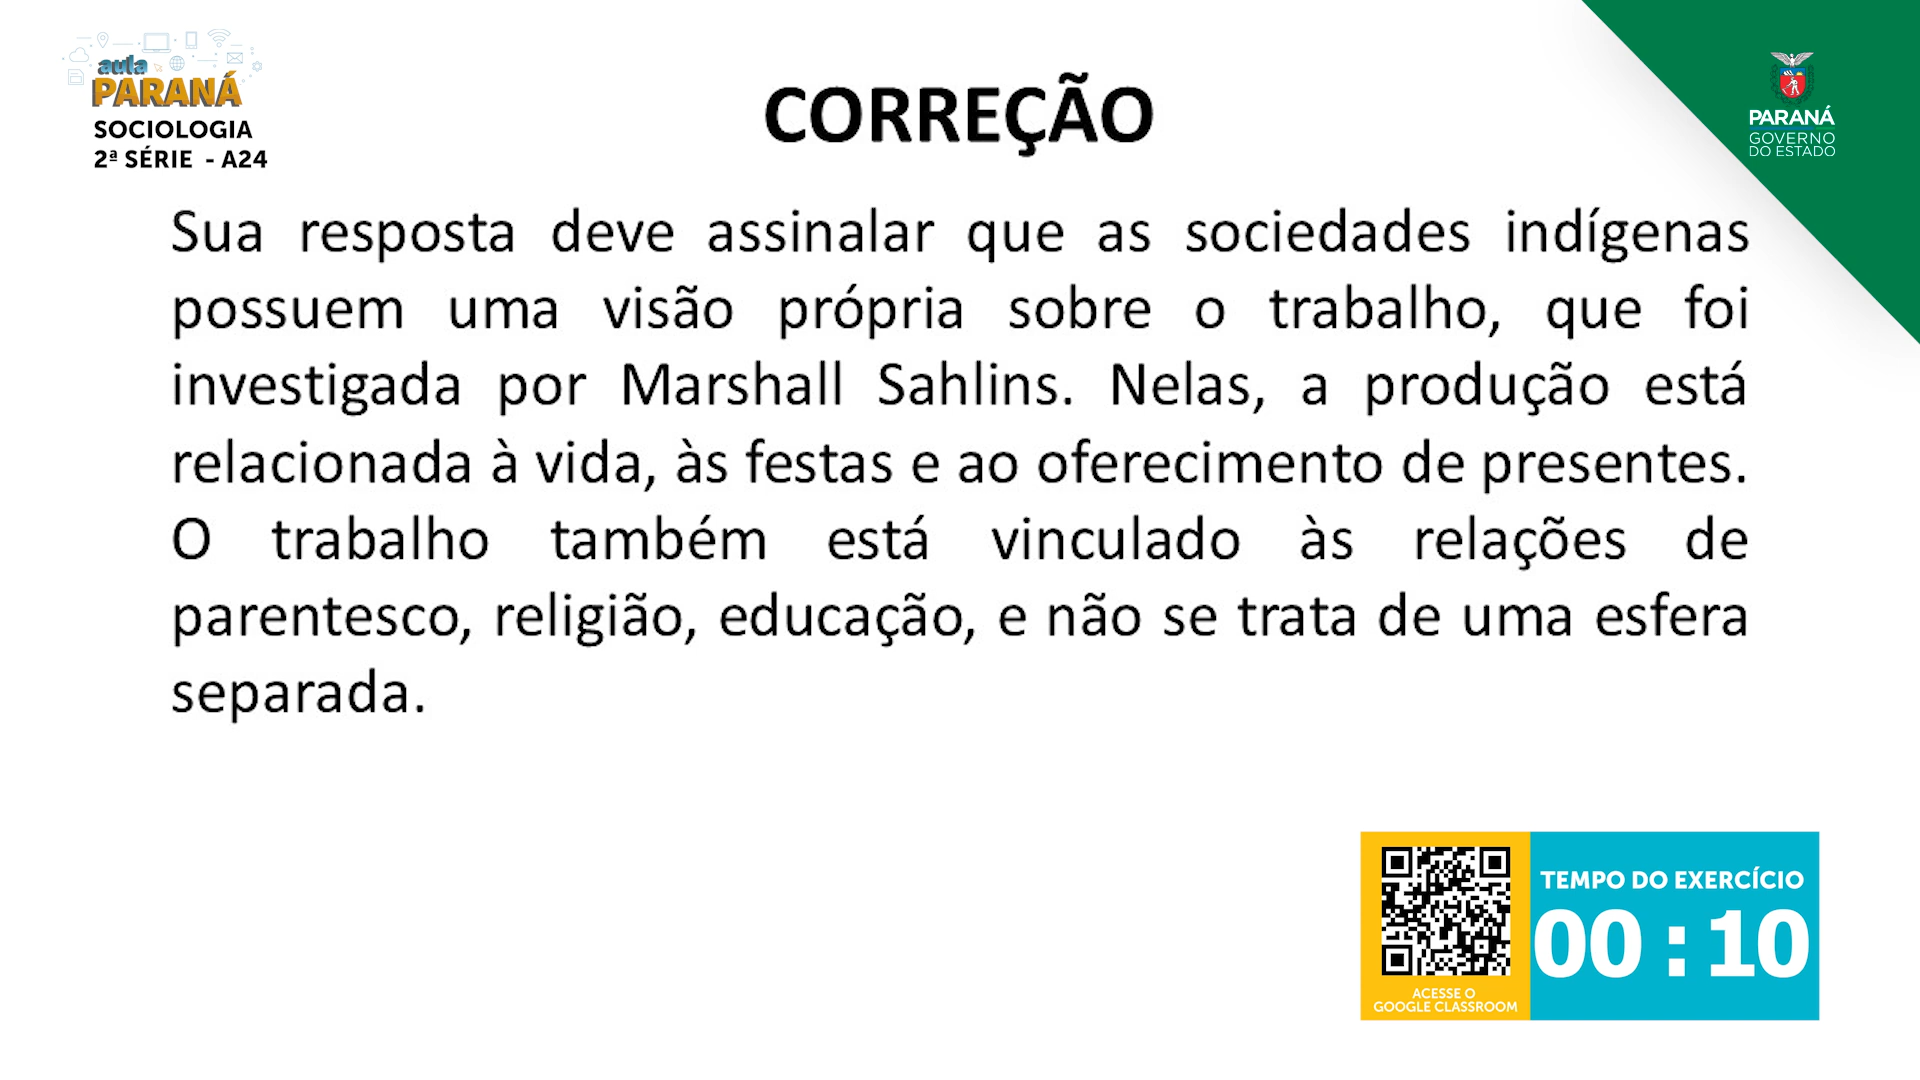 aula
PARANÁ
SOCIOLOGIA
2ª SÉRIE - A24
CORREÇÃO
PARANÁ
GOVERNO
DO ESTADO
Sua resposta deve assinalar que as sociedades indígenas
possuem uma visão própria sobre o trabalho, que foi
investigada por Marshall Sahlins. Nelas, a produção está
relacionada à vida, às festas e ao oferecimento de presentes.
O trabalho também está vinculado às relações de
parentesco, religião, educação, e não se trata de uma esfera
separada.
TEMPO DO EXERCÍCIO
00:10
ACESSE O
GOOGLE CLASSROOM